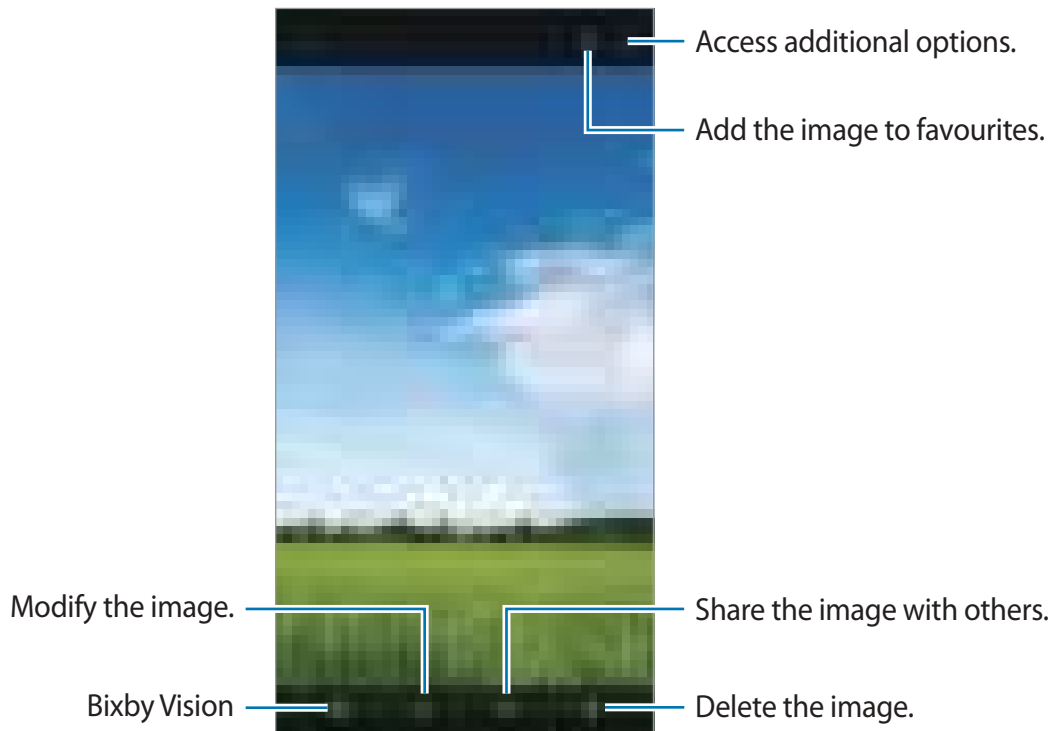 Access additional options.
Add the image to favourites.
Modify the image.
Share the image with others.
Bixby Vision
Delete the image.